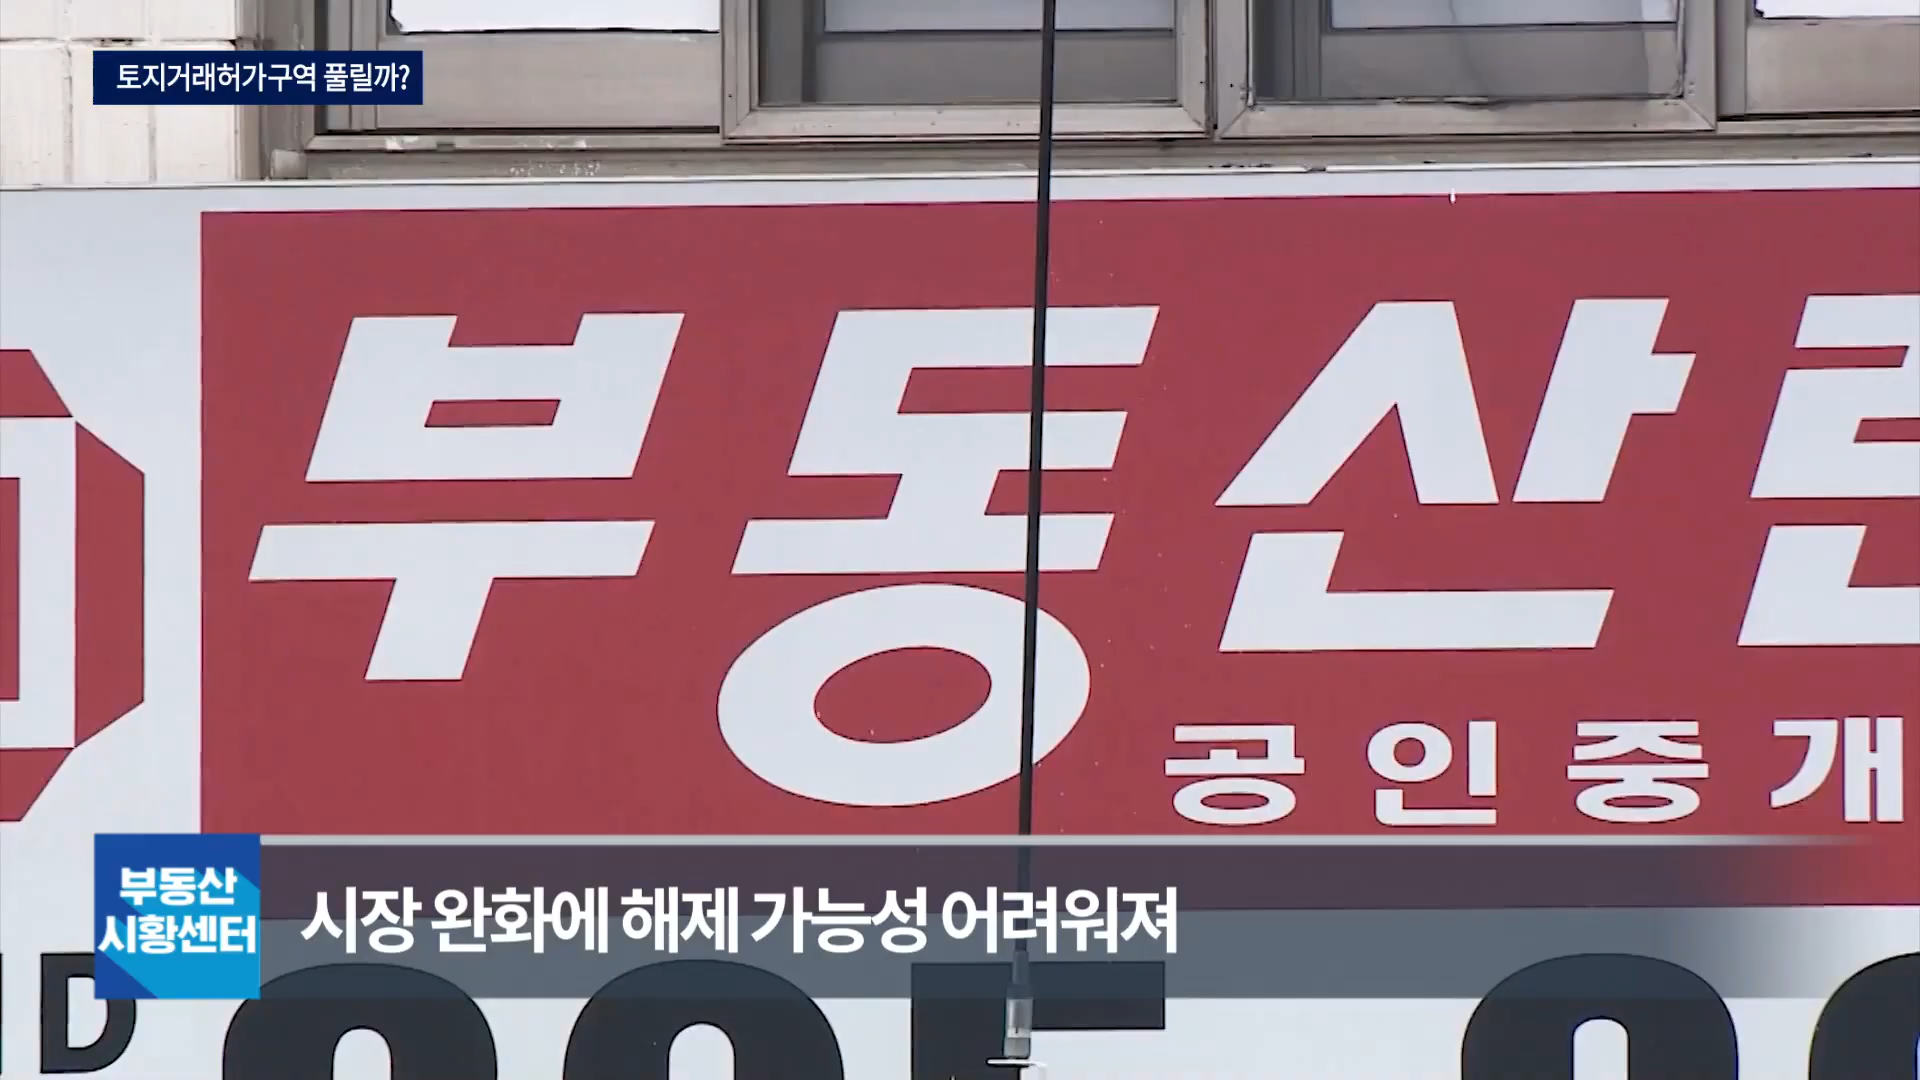 토지거래허가구역 풀릴까?
부동산
공인중개
부동산
시황센터
시장 완화에 해제 가능성 어려워져
D